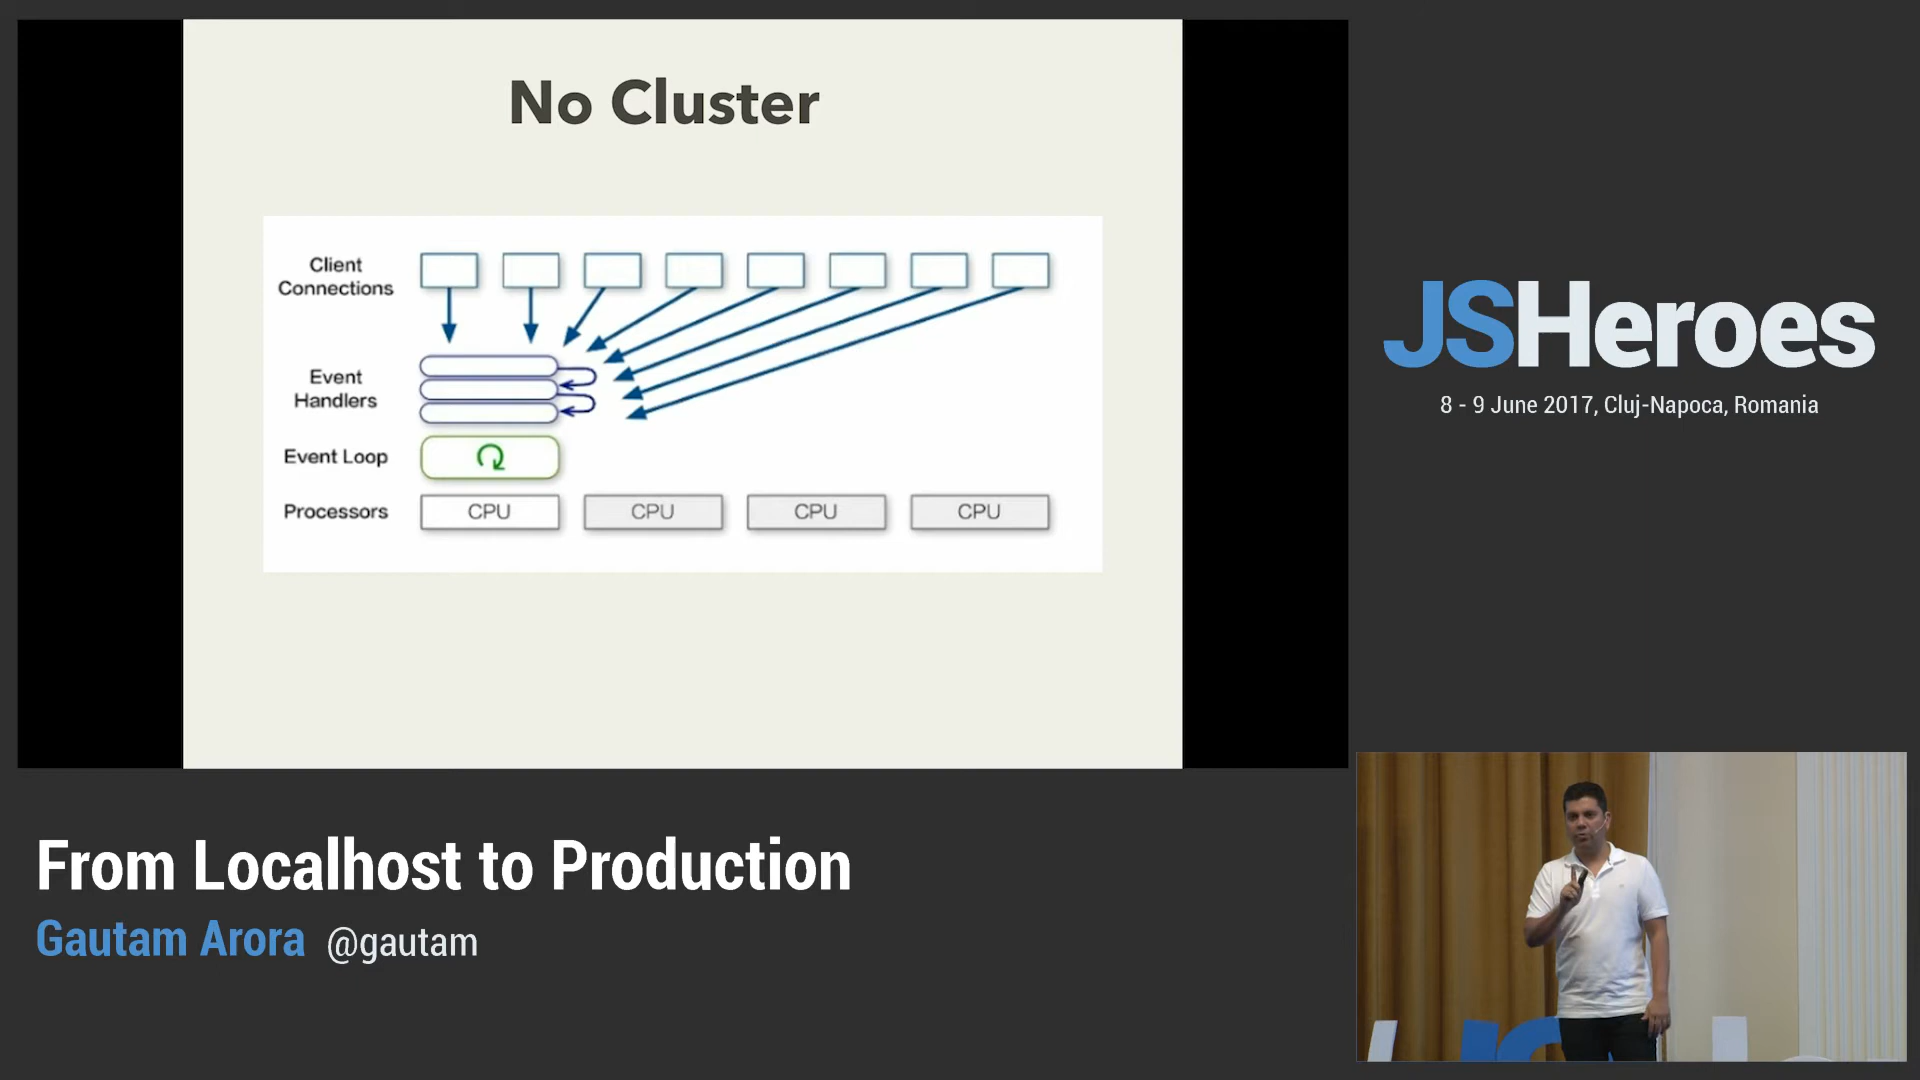 No Cluster
Client
Connections
Event
Handlers
Event Loop
Processors
CPU
CPU
CPU
CPU
JSHeroes
8 - 9 June 2017, Cluj-Napoca, Romania
From Localhost to Production
Gautam Arora @gautam